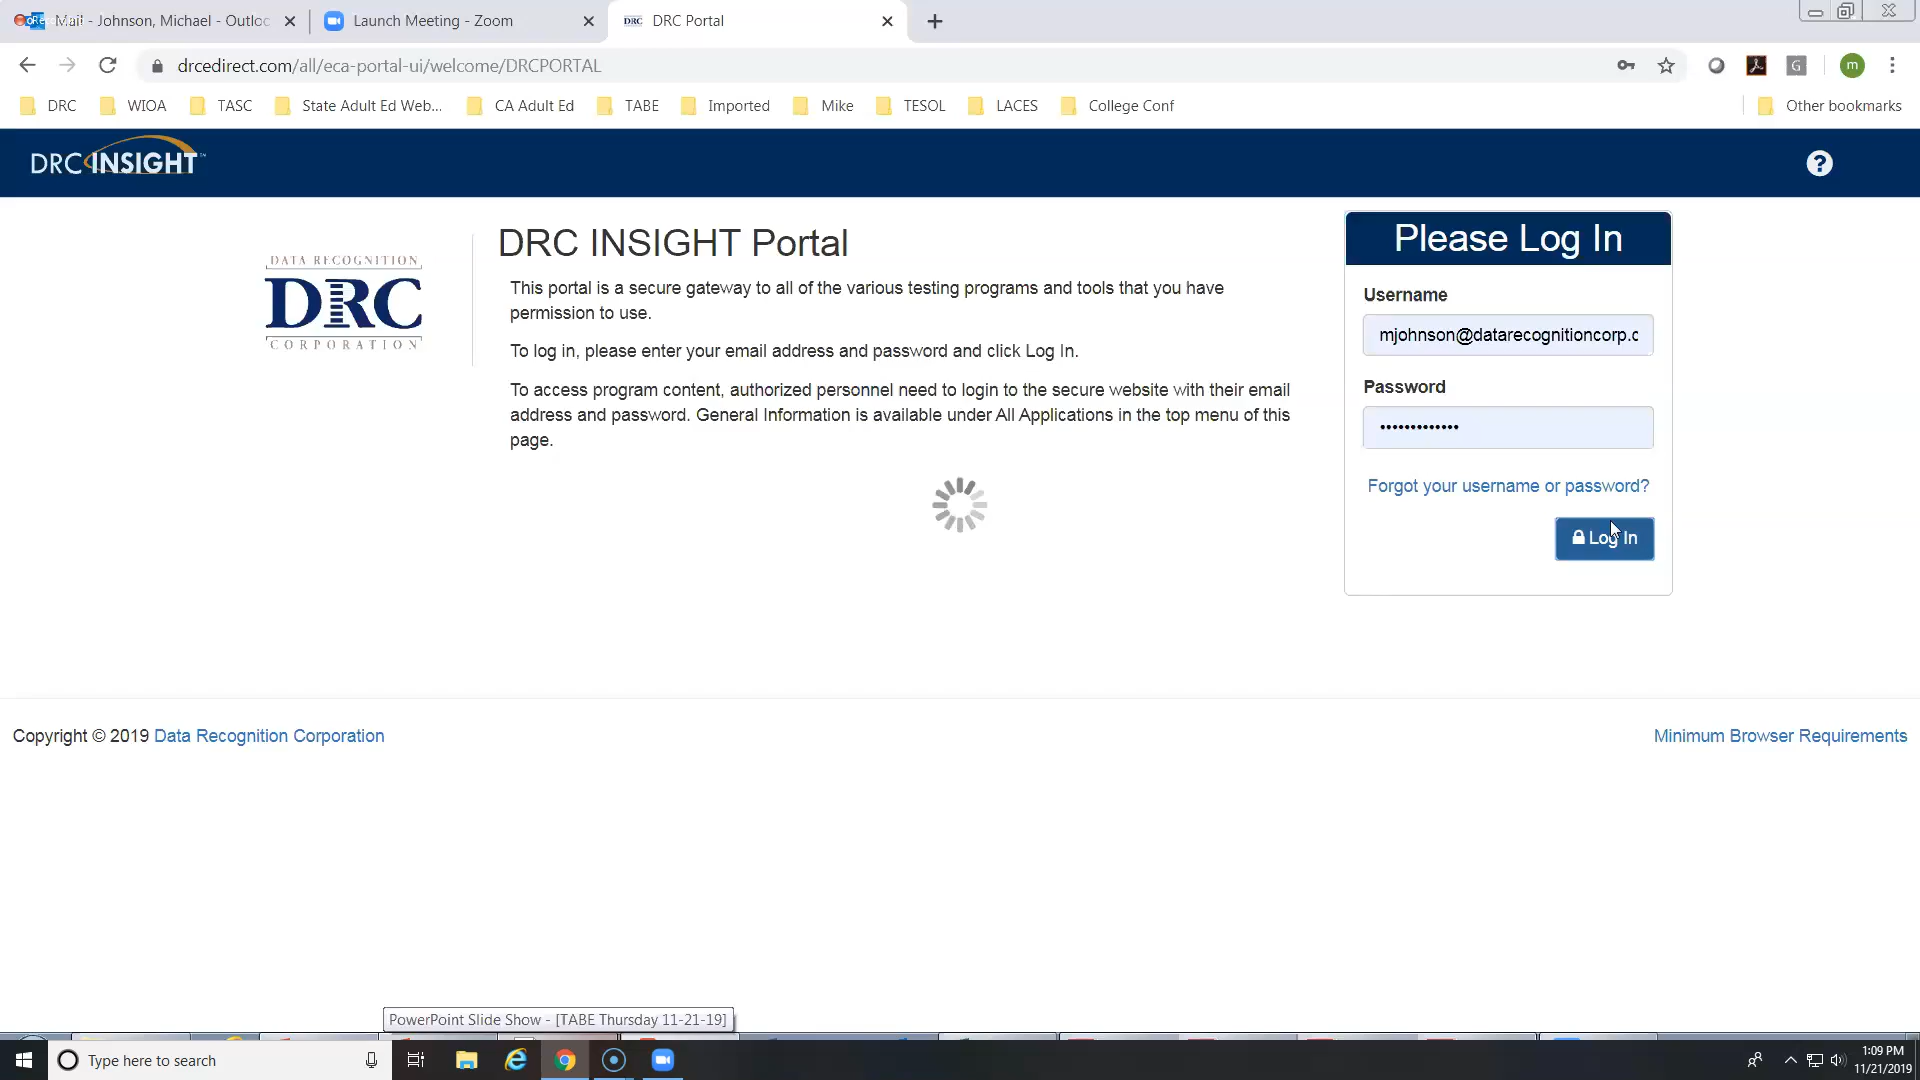 Mail - Johnson, Michael - Outloo
Launch Meeting - Zoom
DRC
DRC Portal
drcedirect.com/all/eca-portal-ui/welcome/DRCPORTAL
G
m
DRC
WIOA
TASC
State Adult Ed Web...
CA Adult Ed
TABE
Imported
Mike
TESOL
LACES
College Conf
Other bookmarks
DRC INSIGHT
?
DATA RECOGNITION
DRC
CORPORATION
DRC INSIGHT Portal
This portal is a secure gateway to all of the various testing programs and tools that you have
permission to use.
To log in, please enter your email address and password and click Log In.
To access program content, authorized personnel need to login to the secure website with their email
address and password. General Information is available under All Applications in the top menu of this
page.
Please Log In
Username
mjohnson@datarecognitioncorp.c
Password
•••••••••••••
Forgot your username or password?
Log In
Copyright © 2019 Data Recognition Corporation
Minimum Browser Requirements
PowerPoint Slide Show - [TABE Thursday 11-21-19]
Type here to search
1:09 PM
11/21/2019